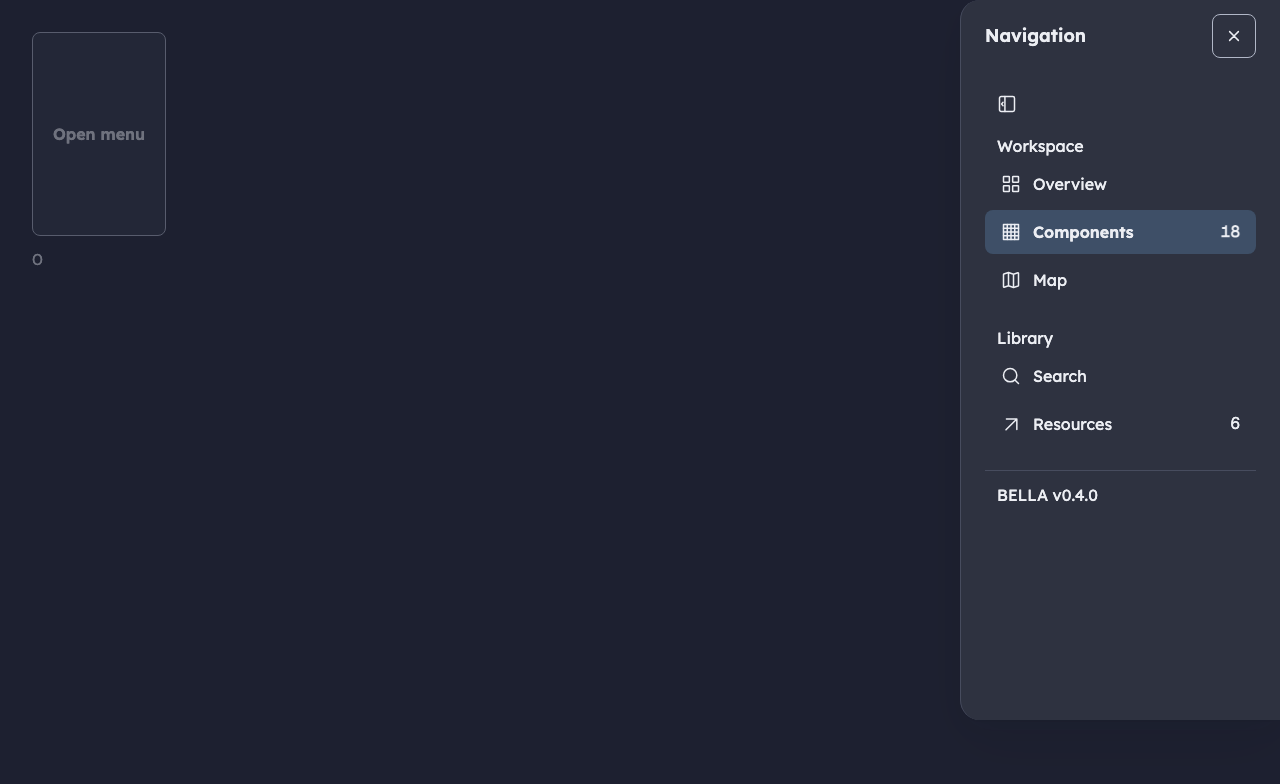 Open menu
0
Navigation
Workspace
Overview
Components 18
Map
Library
Search
Resources 6
BELLA v0.4.0